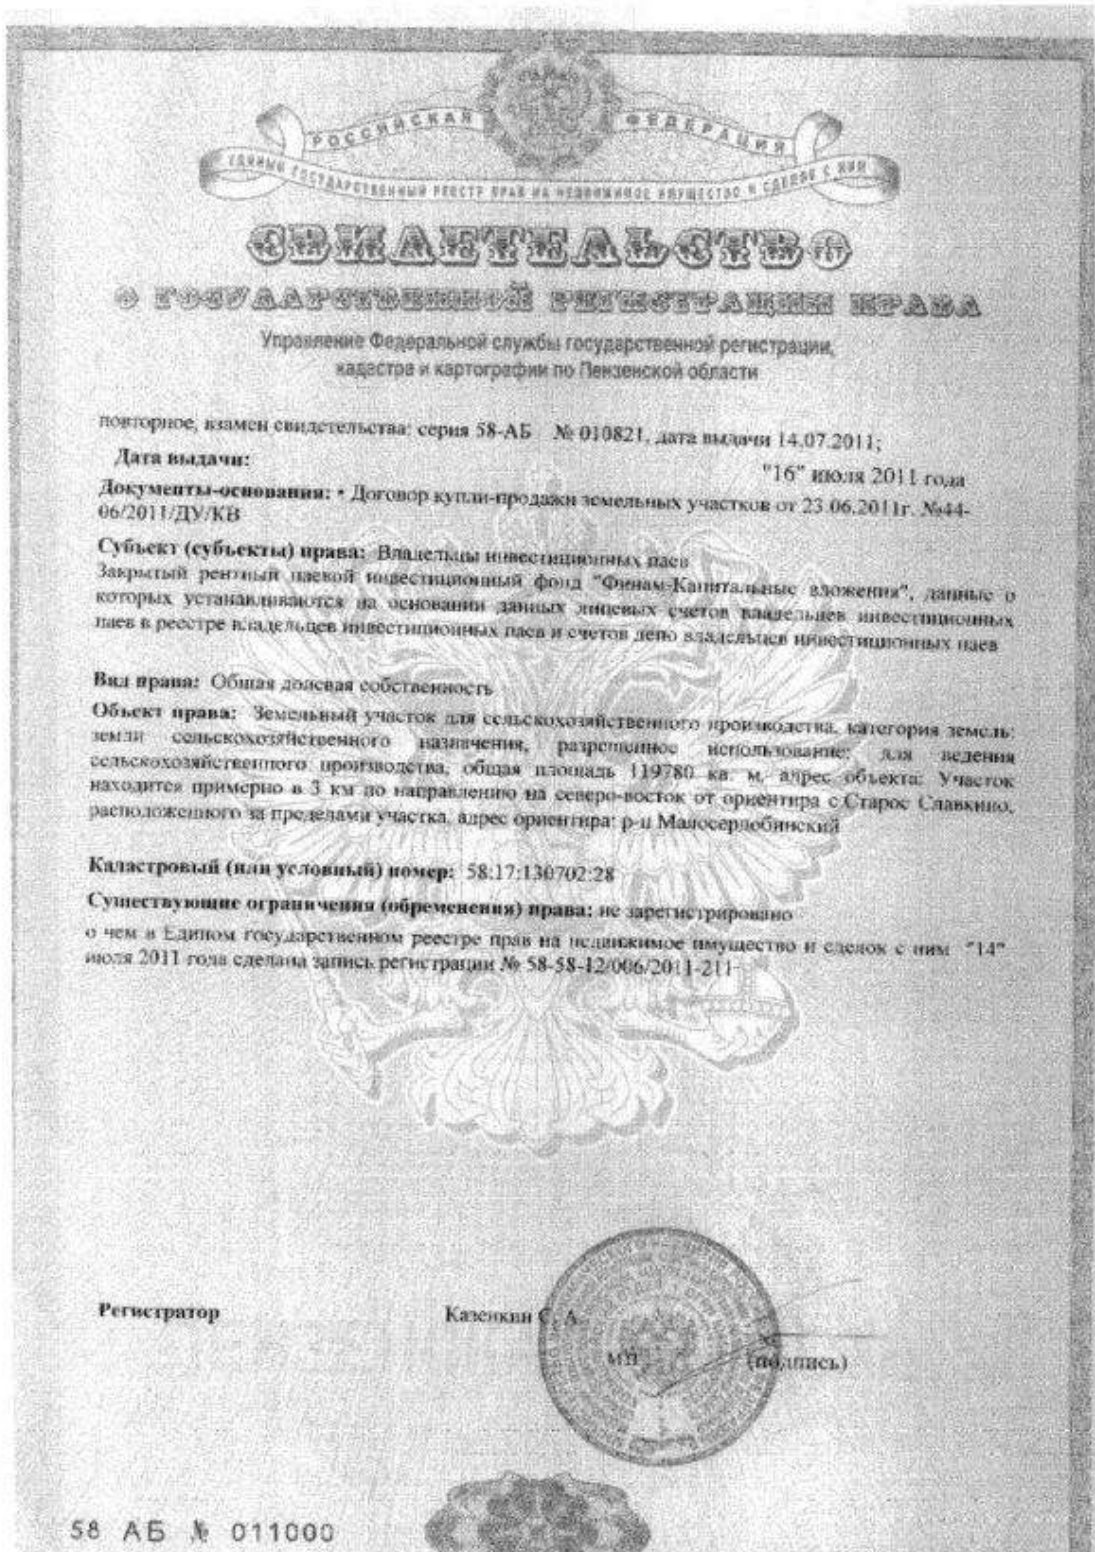 РОССИЙСКАЯ ФЕДЕРАЦИЯ
ЕДИНЫЙ ГОСУДАРСТВЕННЫЙ РЕЕСТР ПРАВ НА НЕДВИЖИМОЕ ИМУЩЕСТВО И СДЕЛОК С НИМ
СВИДЕТЕЛЬСТВО
О ГОСУДАРСТВЕННОЙ РЕГИСТРАЦИИ ПРАВА
Управление Федеральной службы государственной регистрации,
кадастра и картографии по Пензенской области
повторное, взамен свидетельства: серия 58-АБ № 010821, дата выдачи 14.07.2011;
Дата выдачи:
"16" июля 2011 года
Документы-основания: • Договор купли-продажи земельных участков от 23.06.2011г. №44-
06/2011/ДУ/КВ
Субъект (субъекты) права: Владельцы инвестиционных паев
Закрытый рентный паевой инвестиционный фонд "Финам-Капитальные вложения", данные о
которых устанавливаются на основании данных лицевых счетов владельцев инвестиционных
паев в реестре владельцев инвестиционных паев и счетов депо владельцев инвестиционных паев
Вид права: Общая долевая собственность
Объект права: Земельный участок для сельскохозяйственного производства, категория земель:
земли сельскохозяйственного назначения, разрешенное использование: для ведения
сельскохозяйственного производства, общая площадь 119780 кв. м, адрес объекта: Участок
находится примерно в 3 км по направлению на северо-восток от ориентира с.Старое Славкино,
расположенного за пределами участка, адрес ориентира: р-н Малосердобинский
Кадастровый (или условный) номер: 58:17:130702:28
Существующие ограничения (обременения) права: не зарегистрировано
о чем в Едином государственном реестре прав на недвижимое имущество и сделок с ним "14"
июля 2011 года сделана запись регистрации № 58-58-12/006/2011-211
Регистратор Казенкин С. А.
м.п. (подпись)
58 АБ № 011000